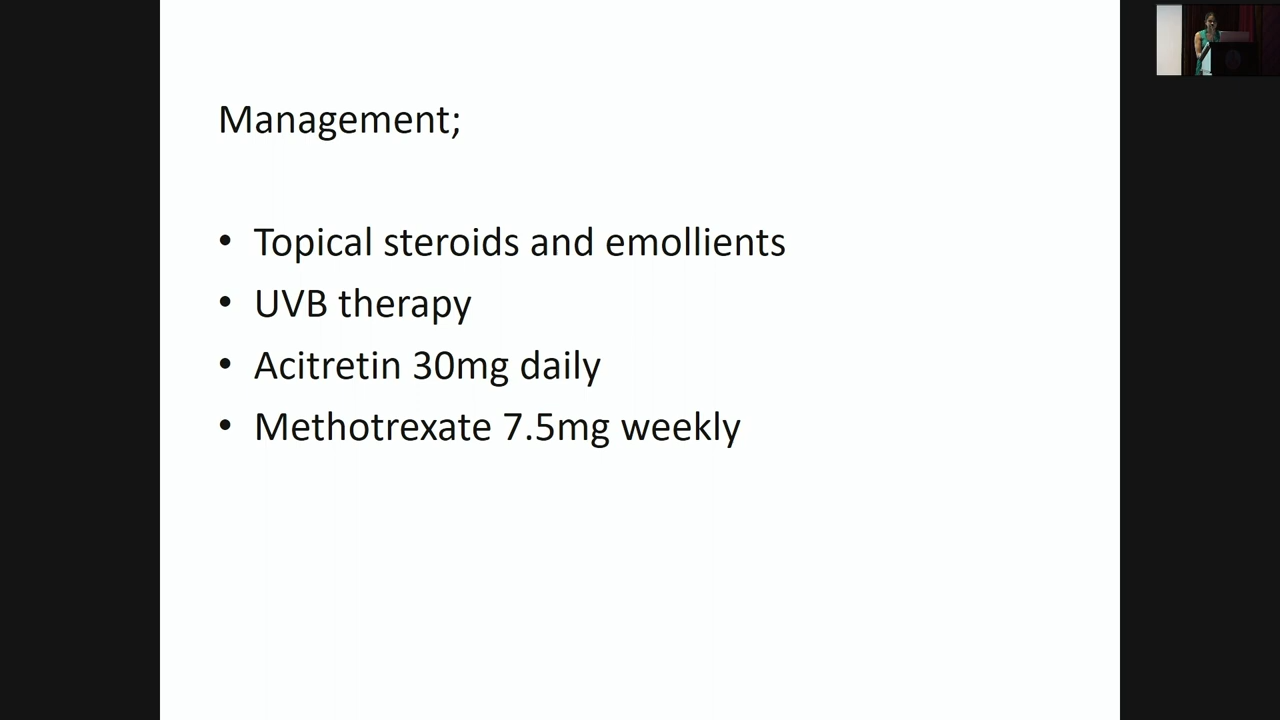 Management;
• Topical steroids and emollients
• UVB therapy
• Acitretin 30mg daily
• Methotrexate 7.5mg weekly